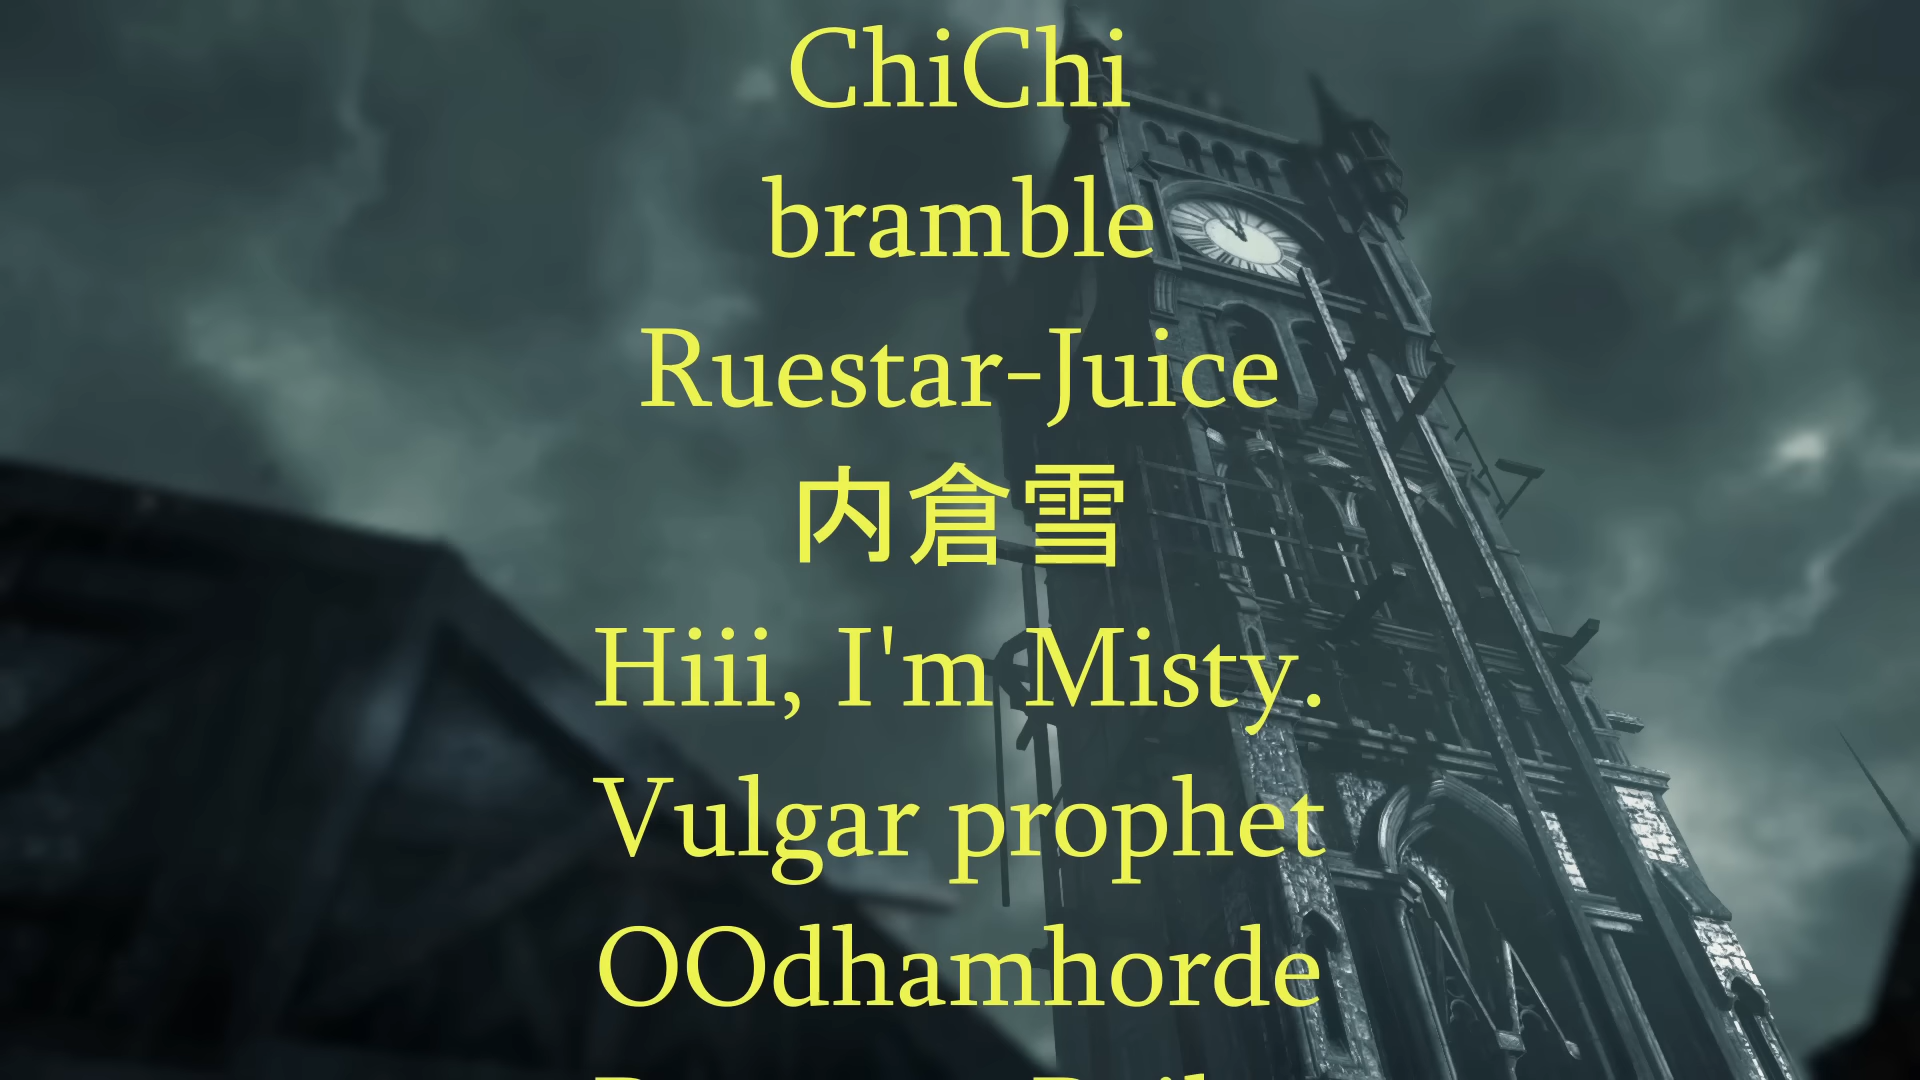 ChiChi
bramble
Ruestar-Juice
内倉雪
Hiii, I'm Misty.
Vulgar prophet
OOdhamhorde